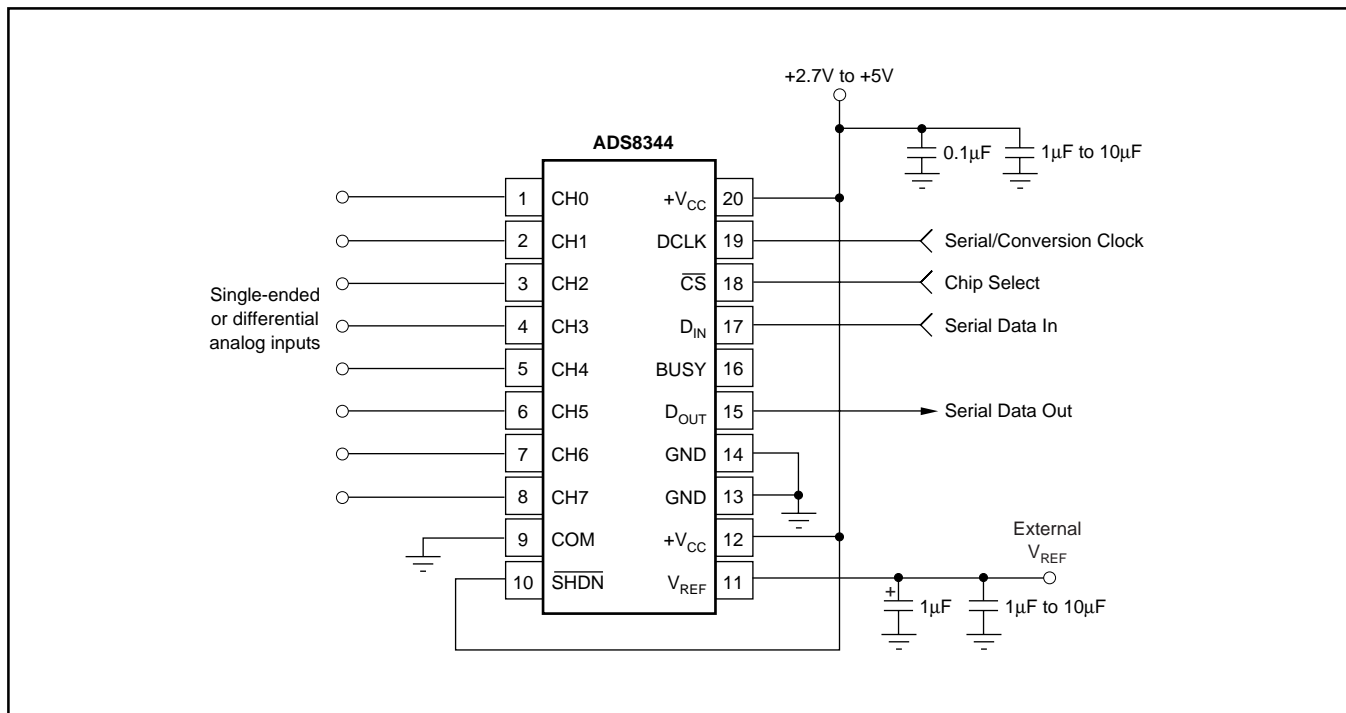 +2.7V to +5V
ADS8344
0.1µF
1µF to 10µF
1 CH0 +VCC 20
2 CH1 DCLK 19 Serial/Conversion Clock
3 CH2 CS 18 Chip Select
Single-ended
or differential
analog inputs
4 CH3 DIN 17 Serial Data In
5 CH4 BUSY 16
6 CH5 DOUT 15 Serial Data Out
7 CH6 GND 14
8 CH7 GND 13
9 COM +VCC 12
10 SHDN VREF 11
External
VREF
+
1µF
1µF to 10µF